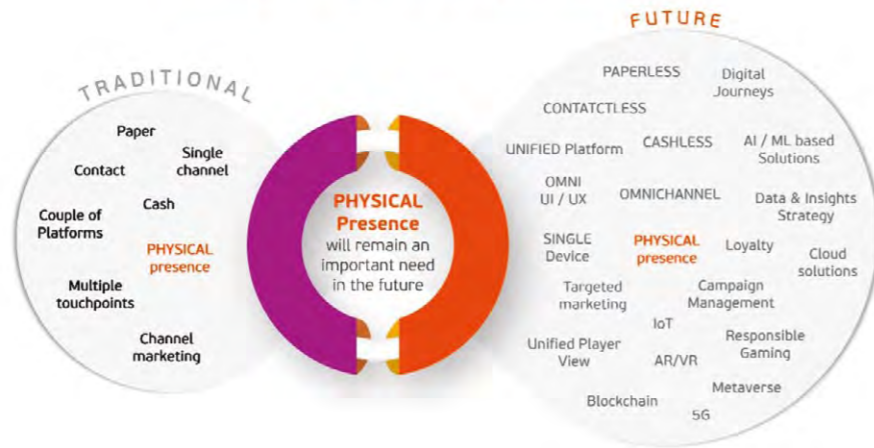 TRADITIONAL
Paper
Single
channel
Contact
Cash
Couple of
Platforms
PHYSICAL
presence
Multiple
touchpoints
Channel
marketing
PHYSICAL
Presence
will remain an
important need
in the future
FUTURE
PAPERLESS
Digital
Journeys
CONTATCTLESS
UNIFIED Platform
CASHLESS
AI / ML based
Solutions
OMNI
UI / UX
OMNICHANNEL
Data & Insights
Strategy
SINGLE
Device
PHYSICAL
presence
Loyalty
Cloud
solutions
Targeted
marketing
Campaign
Management
IoT
Unified Player
View
AR/VR
Responsible
Gaming
Metaverse
Blockchain
5G